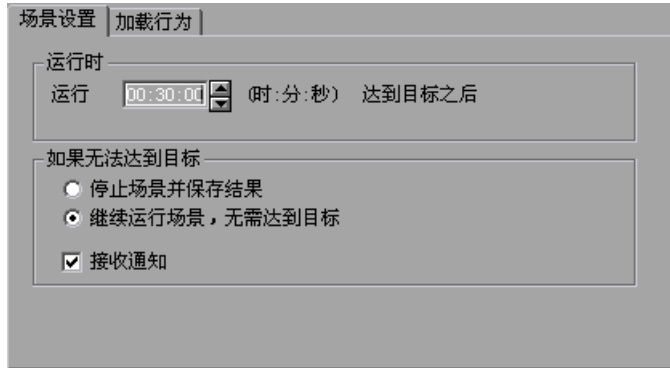 场景设置 加载行为
运行时
运行 00:30:00 (时:分:秒) 达到目标之后
如果无法达到目标
停止场景并保存结果
继续运行场景，无需达到目标
接收通知